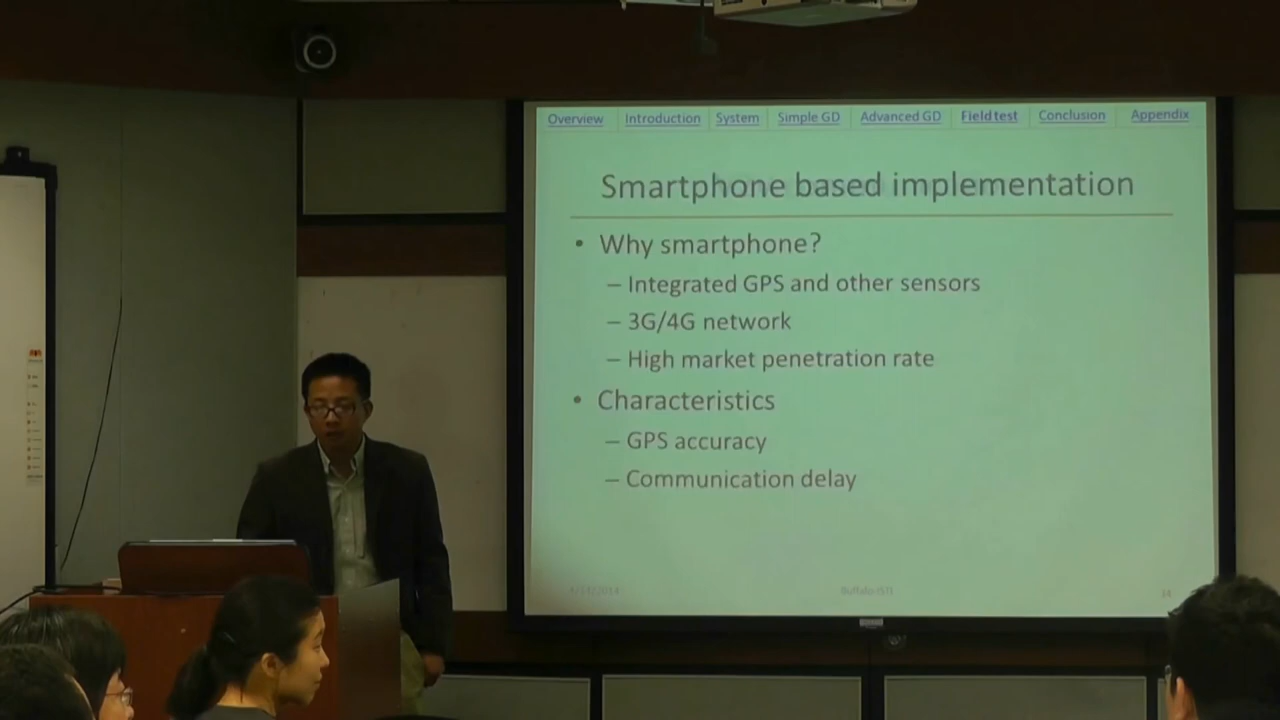 Overview Introduction System Simple GD Advanced GD Field test Conclusion Appendix
Smartphone based implementation
• Why smartphone?
– Integrated GPS and other sensors
– 3G/4G network
– High market penetration rate
• Characteristics
– GPS accuracy
– Communication delay